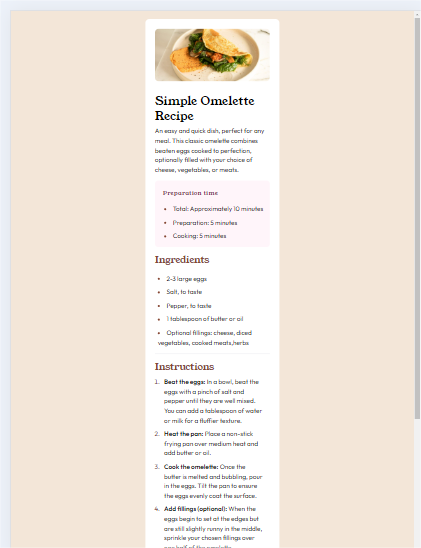 Simple Omelette
Recipe
An easy and quick dish, perfect for any
meal. This classic omelette combines
beaten eggs cooked to perfection,
optionally filled with your choice of
cheese, vegetables, or meats.
Preparation time
• Total: Approximately 10 minutes
• Preparation: 5 minutes
• Cooking: 5 minutes
Ingredients
• 2-3 large eggs
• Salt, to taste
• Pepper, to taste
• 1 tablespoon of butter or oil
• Optional fillings: cheese, diced
vegetables, cooked meats,herbs
Instructions
1. Beat the eggs: In a bowl, beat the
eggs with a pinch of salt and
pepper until they are well mixed.
You can add a tablespoon of water
or milk for a fluffier texture.
2. Heat the pan: Place a non-stick
frying pan over medium heat and
add butter or oil.
3. Cook the omelette: Once the
butter is melted and bubbling, pour
in the eggs. Tilt the pan to ensure
the eggs evenly coat the surface.
4. Add fillings (optional): When the
eggs begin to set at the edges but
are still slightly runny in the middle,
sprinkle your chosen fillings over